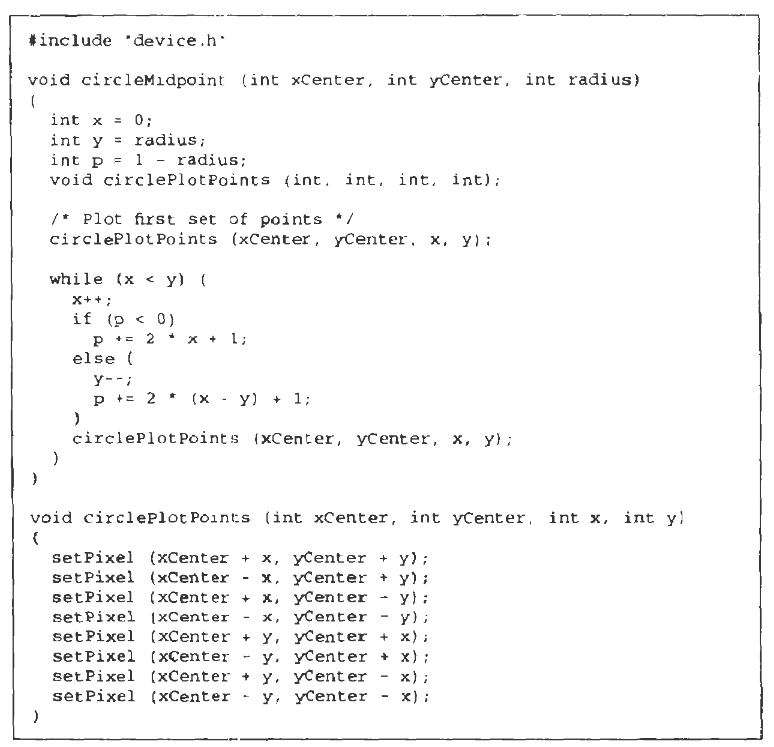 #include "device.h"
void circleMidpoint (int xCenter, int yCenter, int radius)
{
int x = 0;
int y = radius;
int p = 1 - radius;
void circlePlotPoints (int, int, int, int);
/* Plot first set of points */
circlePlotPoints (xCenter, yCenter, x, y);
while (x < y) {
x++;
if (p < 0)
p += 2 * x + 1;
else {
y--;
p += 2 * (x - y) + 1;
}
circlePlotPoints (xCenter, yCenter, x, y);
}
}
void circlePlotPoints (int xCenter, int yCenter, int x, int y)
{
setPixel (xCenter + x, yCenter + y);
setPixel (xCenter - x, yCenter + y);
setPixel (xCenter + x, yCenter - y);
setPixel (xCenter - x, yCenter - y);
setPixel (xCenter + y, yCenter + x);
setPixel (xCenter - y, yCenter + x);
setPixel (xCenter + y, yCenter - x);
setPixel (xCenter - y, yCenter - x);
}